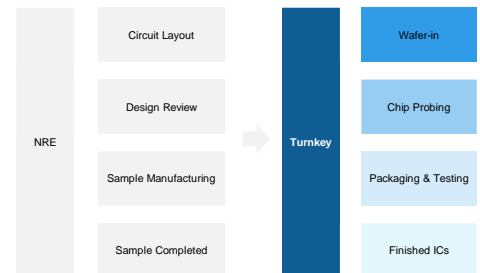 NRE
Circuit Layout
Design Review
Sample Manufacturing
Sample Completed
Turnkey
Wafer-in
Chip Probing
Packaging & Testing
Finished ICs